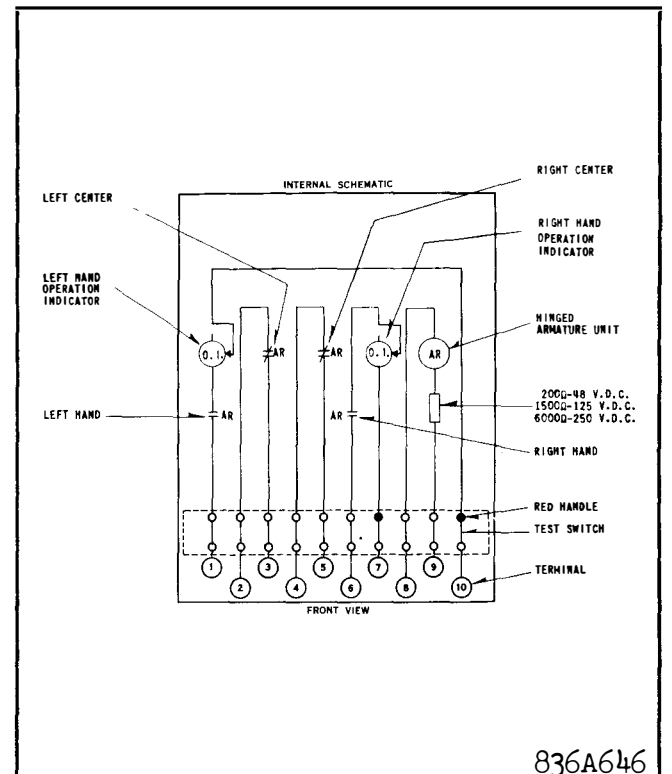 INTERNAL SCHEMATIC
LEFT CENTER
RIGHT CENTER
LEFT HAND
OPERATION
INDICATOR
RIGHT HAND
OPERATION
INDICATOR
O.I.
AR
AR
O.I.
AR
HINGED
ARMATURE UNIT
200Ω-48 V.D.C.
1500Ω-125 V.D.C.
6000Ω-250 V.D.C.
LEFT HAND
AR
AR
RIGHT HAND
RED HANDLE
TEST SWITCH
1
3
5
7
9
2
4
6
8
10
TERMINAL
FRONT VIEW
836A646